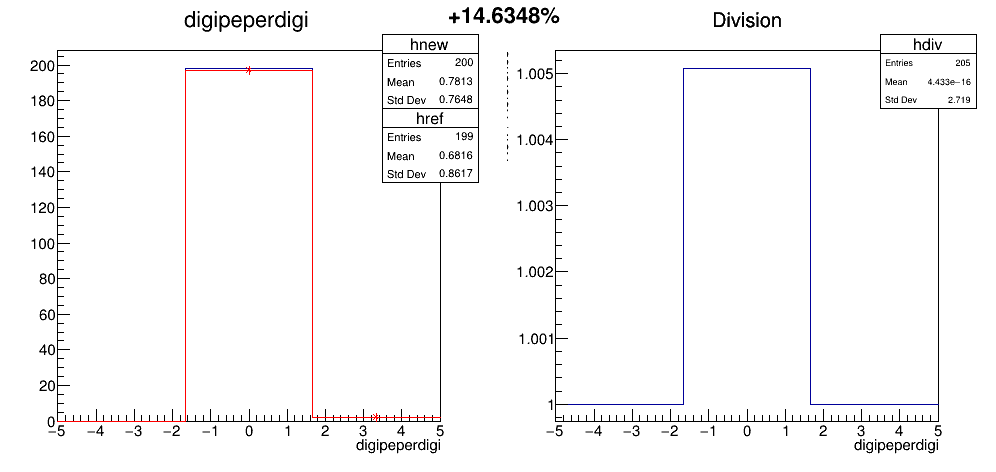 +14.6348%
digipeperdigi
hnew
Entries 200
Mean 0.7813
Std Dev 0.7648
href
Entries 199
Mean 0.6816
Std Dev 0.8617
200
180
160
140
120
100
80
60
40
20
0
−5 −4 −3 −2 −1 0 1 2 3 4 5
digipeperdigi
Division
hdiv
Entries 205
Mean 4.433e−16
Std Dev 2.719
1.005
1.004
1.003
1.002
1.001
1
−5 −4 −3 −2 −1 0 1 2 3 4 5
digipeperdigi